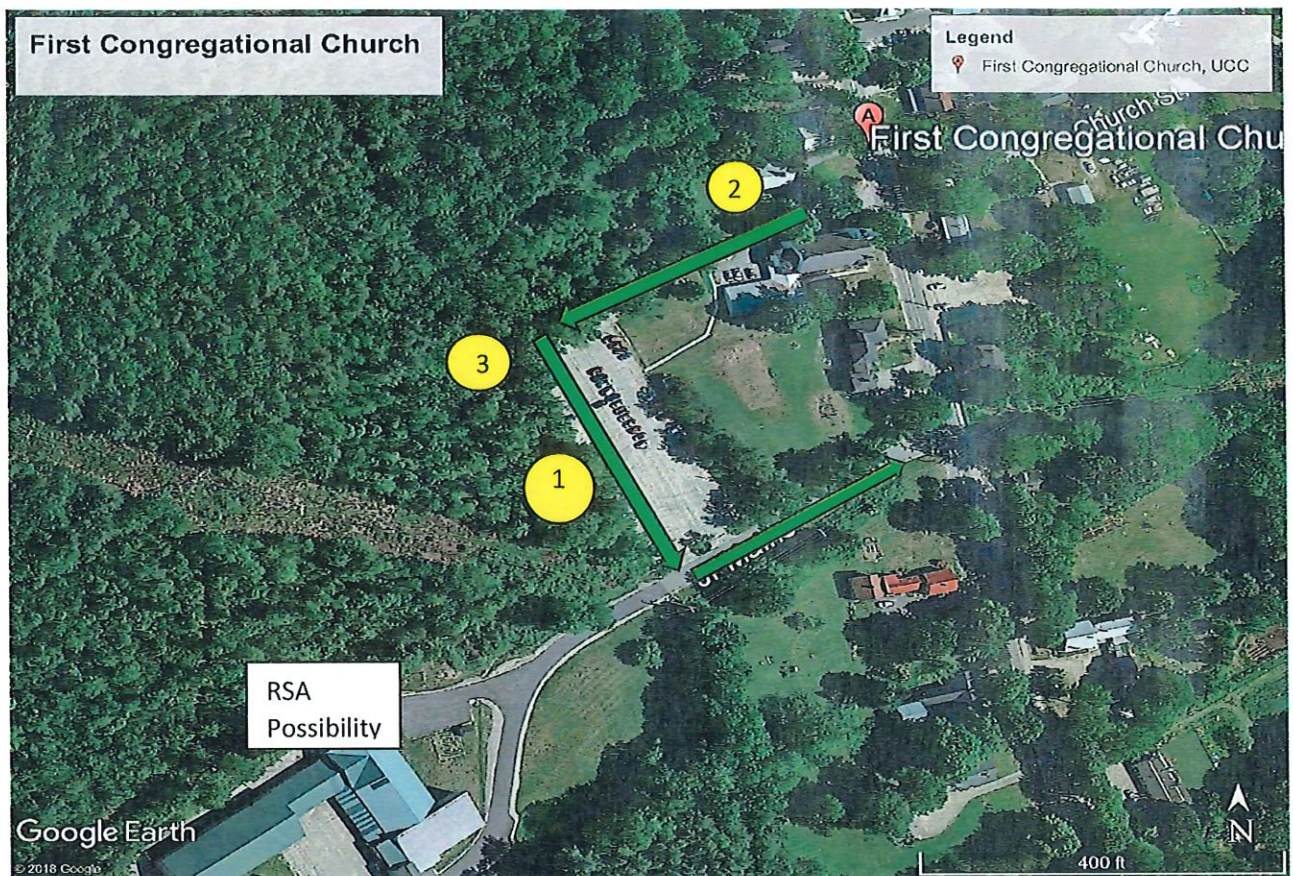 First Congregational Church
Legend
First Congregational Church, UCC
A
Church St
First Congregational Chu
2
3
1
RSA
Possibility
Google Earth
© 2018 Google
N
400 ft